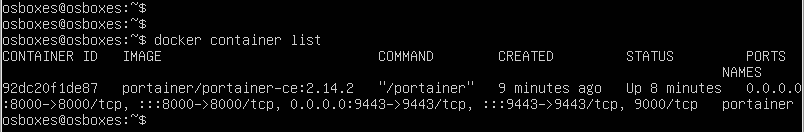 osboxes@osboxes:~$
osboxes@osboxes:~$
osboxes@osboxes:~$ docker container list
CONTAINER ID   IMAGE                           COMMAND        CREATED         STATUS         PORTS
                                                                                          NAMES
92dc20f1de87   portainer/portainer-ce:2.14.2   "/portainer"   9 minutes ago   Up 8 minutes   0.0.0.0
:8000->8000/tcp, :::8000->8000/tcp, 0.0.0.0:9443->9443/tcp, :::9443->9443/tcp, 9000/tcp   portainer
osboxes@osboxes:~$